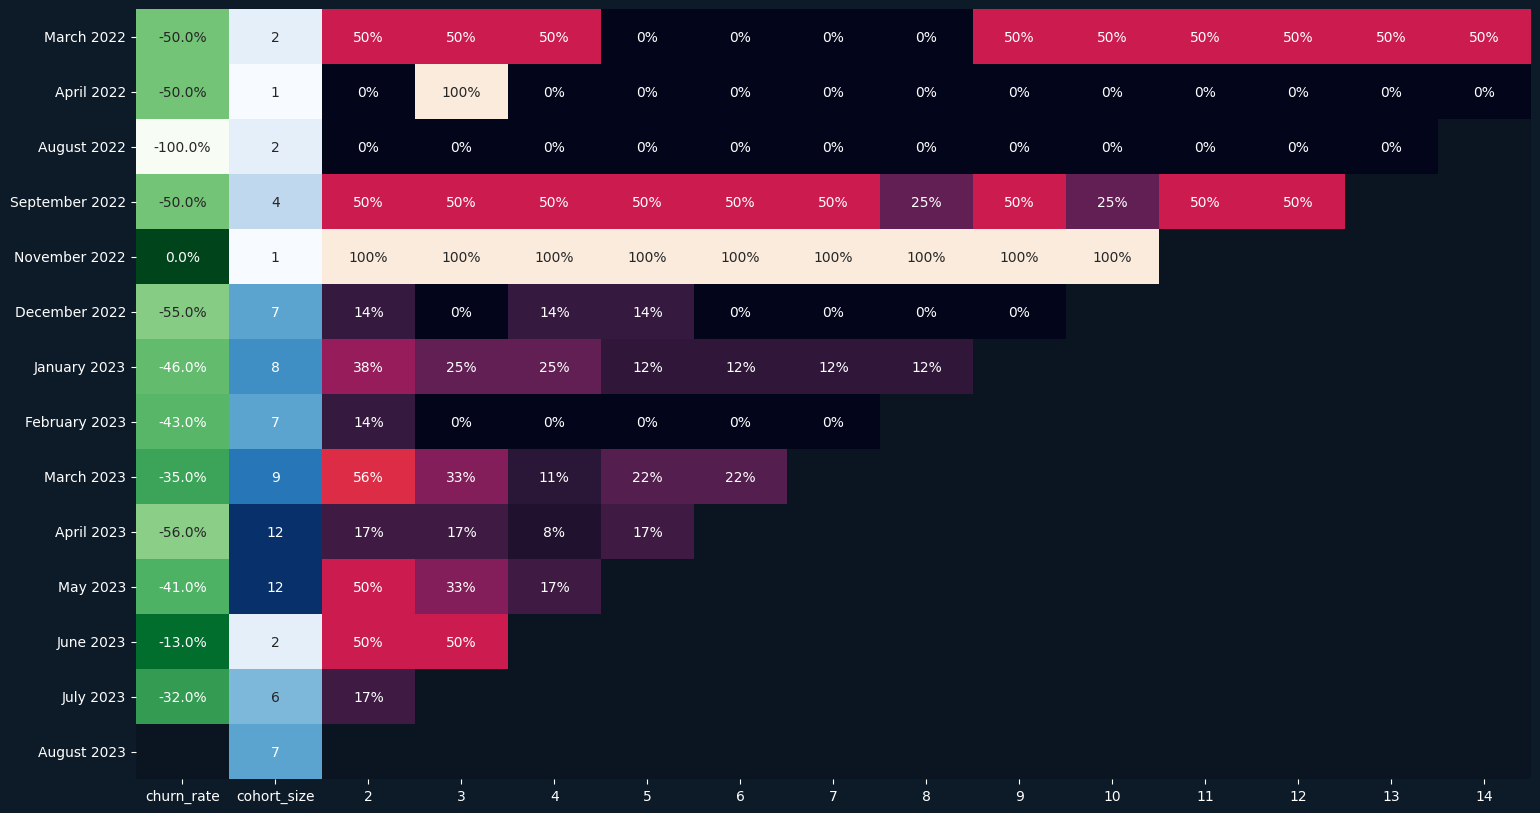 March 2022 -50.0% 2 50% 50% 50% 0% 0% 0% 0% 50% 50% 50% 50% 50% 50%
April 2022 -50.0% 1 0% 100% 0% 0% 0% 0% 0% 0% 0% 0% 0% 0% 0%
August 2022 -100.0% 2 0% 0% 0% 0% 0% 0% 0% 0% 0% 0% 0% 0%
September 2022 -50.0% 4 50% 50% 50% 50% 50% 50% 25% 50% 25% 50% 50%
November 2022 0.0% 1 100% 100% 100% 100% 100% 100% 100% 100% 100%
December 2022 -55.0% 7 14% 0% 14% 14% 0% 0% 0% 0%
January 2023 -46.0% 8 38% 25% 25% 12% 12% 12% 12%
February 2023 -43.0% 7 14% 0% 0% 0% 0% 0%
March 2023 -35.0% 9 56% 33% 11% 22% 22%
April 2023 -56.0% 12 17% 17% 8% 17%
May 2023 -41.0% 12 50% 33% 17%
June 2023 -13.0% 2 50% 50%
July 2023 -32.0% 6 17%
August 2023 7
churn_rate cohort_size 2 3 4 5 6 7 8 9 10 11 12 13 14